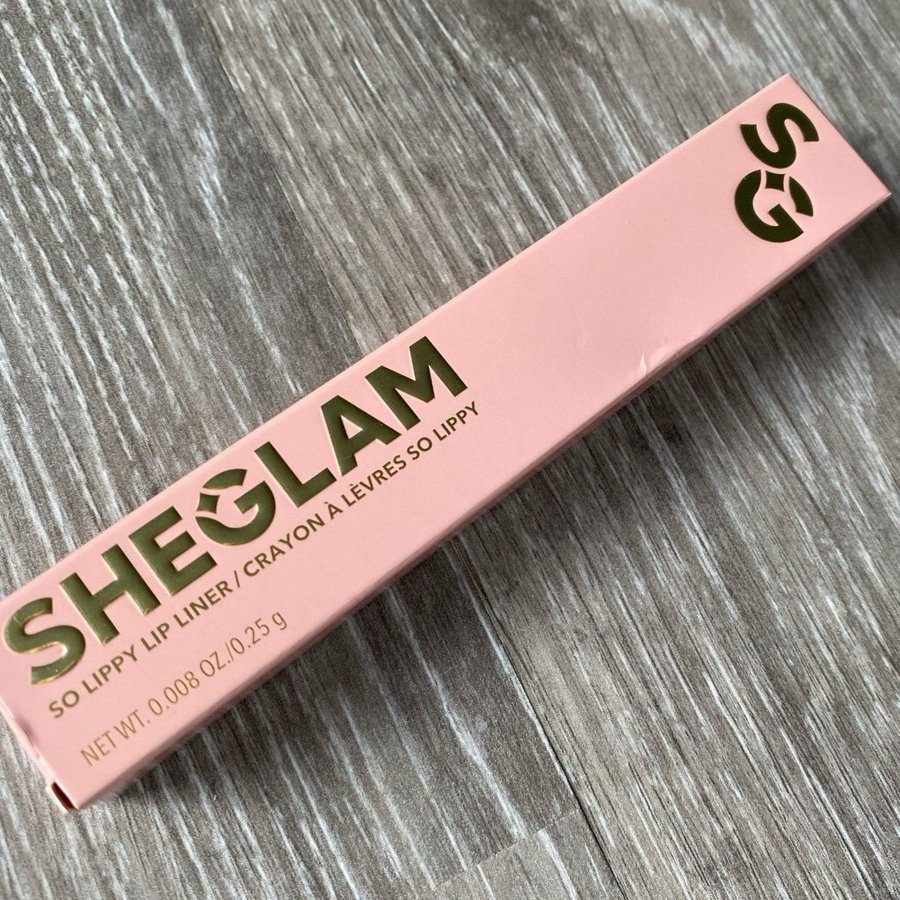 SHEGLAM
SO LIPPY LIP LINER / CRAYON À LÈVRES SO LIPPY
NET WT. 0.008 OZ./0.25 g
SG